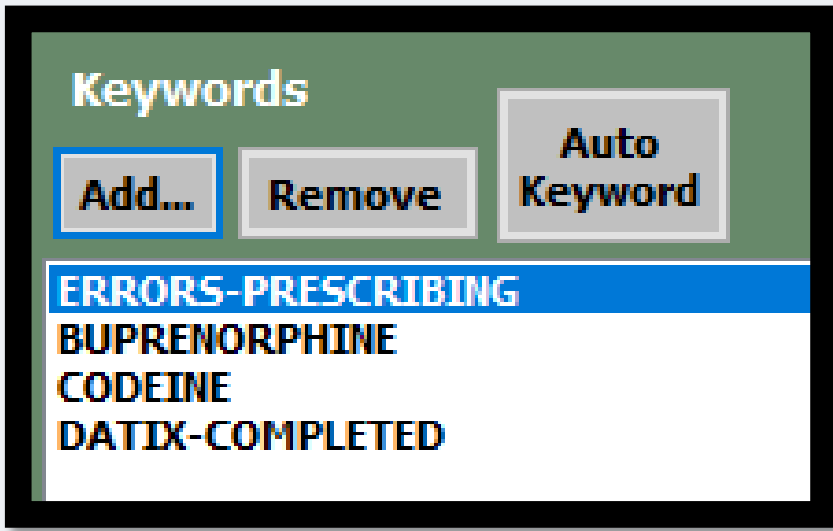 Keywords
Add...
Remove
Auto
Keyword
ERRORS-PRESCRIBING
BUPRENORPHINE
CODEINE
DATIX-COMPLETED